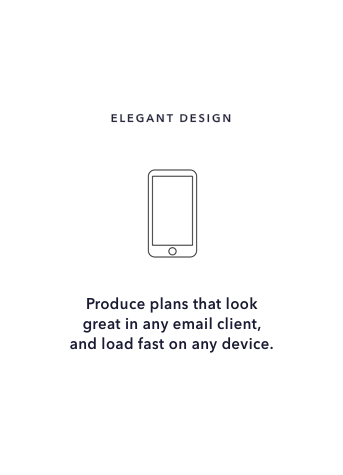 ELEGANT DESIGN
Produce plans that look
great in any email client,
and load fast on any device.